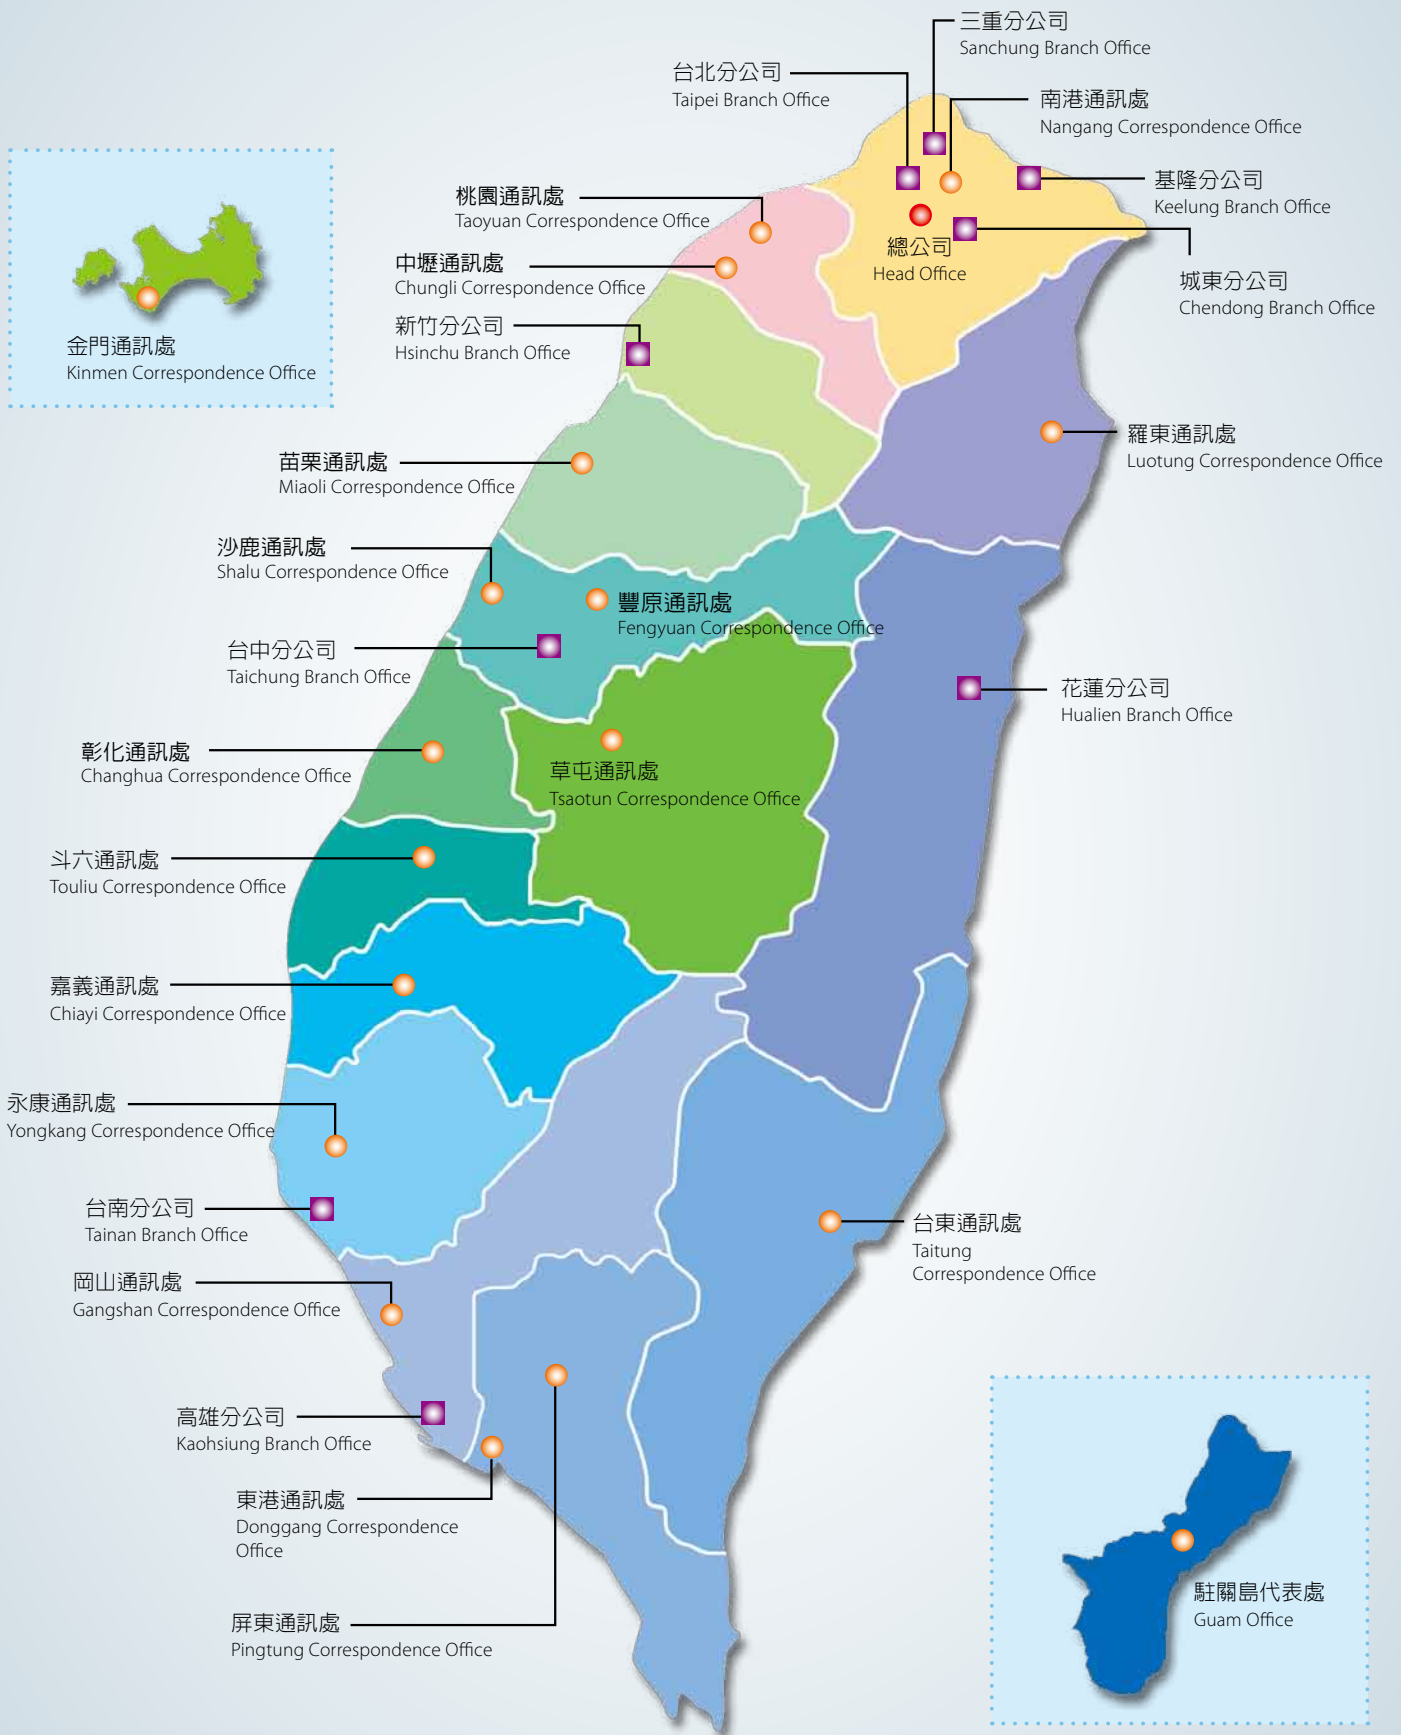 三重分公司
Sanchung Branch Office
台北分公司
Taipei Branch Office
南港通訊處
Nangang Correspondence Office
基隆分公司
Keelung Branch Office
桃園通訊處
Taoyuan Correspondence Office
總公司
Head Office
中壢通訊處
Chungli Correspondence Office
城東分公司
Chendong Branch Office
新竹分公司
Hsinchu Branch Office
金門通訊處
Kinmen Correspondence Office
羅東通訊處
Luotung Correspondence Office
苗栗通訊處
Miaoli Correspondence Office
沙鹿通訊處
Shalu Correspondence Office
豐原通訊處
Fengyuan Correspondence Office
台中分公司
Taichung Branch Office
花蓮分公司
Hualien Branch Office
彰化通訊處
Changhua Correspondence Office
草屯通訊處
Tsaotun Correspondence Office
斗六通訊處
Touliu Correspondence Office
嘉義通訊處
Chiayi Correspondence Office
永康通訊處
Yongkang Correspondence Office
台南分公司
Tainan Branch Office
台東通訊處
Taitung
Correspondence Office
岡山通訊處
Gangshan Correspondence Office
高雄分公司
Kaohsiung Branch Office
東港通訊處
Donggang Correspondence
Office
駐關島代表處
Guam Office
屏東通訊處
Pingtung Correspondence Office